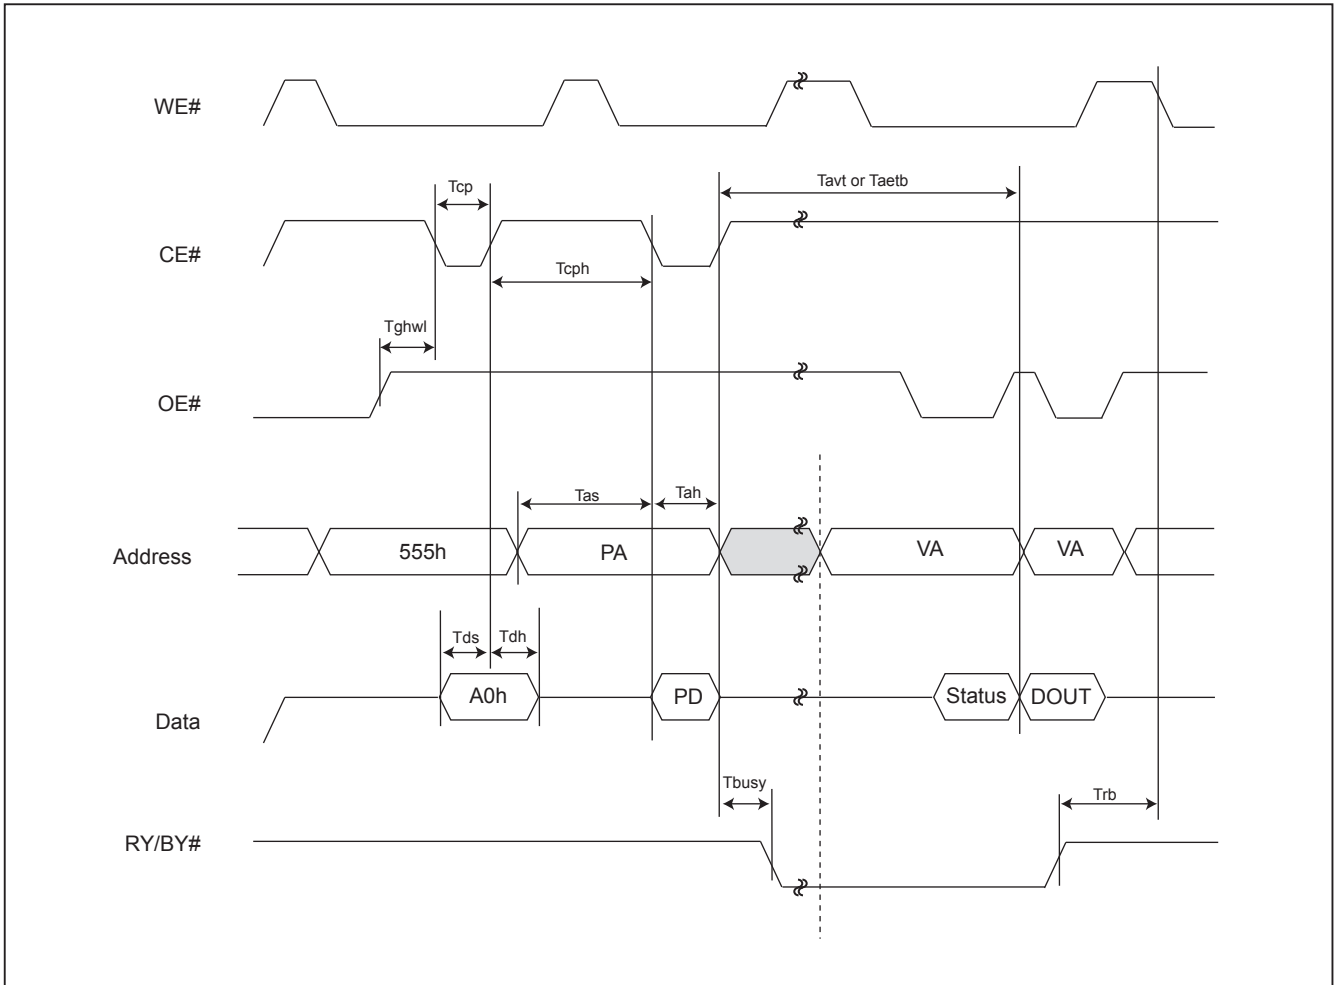 WE#
Tcp
Tavt or Taetb
CE#
Tcph
Tghwl
OE#
Tas
Tah
Address
555h
PA
VA
VA
Tds
Tdh
Data
A0h
PD
Status
DOUT
Tbusy
Trb
RY/BY#